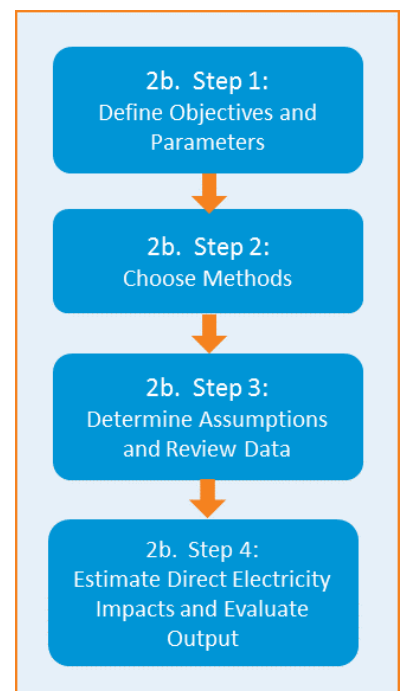 2b. Step 1:
Define Objectives and
Parameters
2b. Step 2:
Choose Methods
2b. Step 3:
Determine Assumptions
and Review Data
2b. Step 4:
Estimate Direct Electricity
Impacts and Evaluate
Output